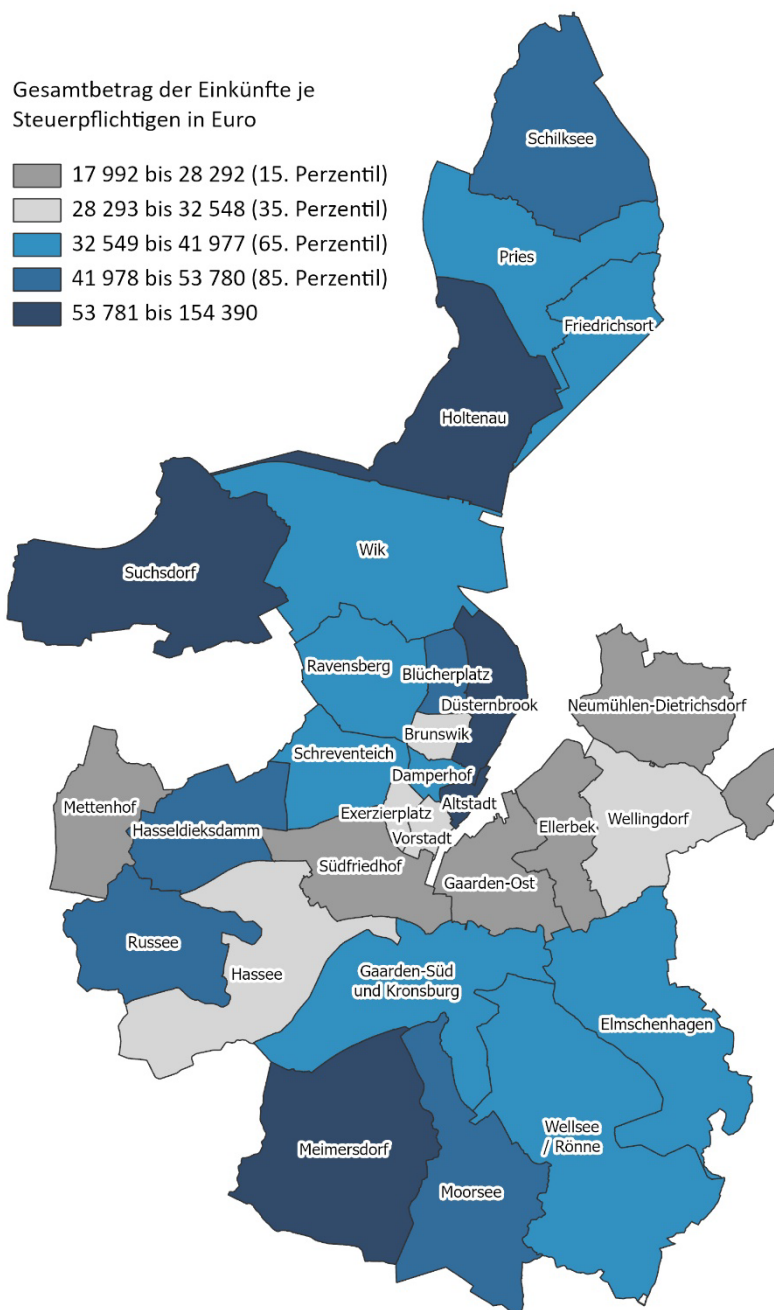 Gesamtbetrag der Einkünfte je
Steuerpflichtigen in Euro
17 992 bis 28 292 (15. Perzentil)
28 293 bis 32 548 (35. Perzentil)
32 549 bis 41 977 (65. Perzentil)
41 978 bis 53 780 (85. Perzentil)
53 781 bis 154 390
Schilksee
Pries
Friedrichsort
Holtenau
Wik
Suchsdorf
Ravensberg
Blücherplatz
Düsternbrook
Neumühlen-Dietrichsdorf
Brunswik
Schreventeich
Damperhof
Mettenhof
Hasseldieksdamm
Exerzierplatz
Altstadt
Vorstadt
Ellerbek
Wellingdorf
Südfriedhof
Gaarden-Ost
Russee
Hassee
Gaarden-Süd
und Kronsburg
Elmschenhagen
Wellsee
/ Rönne
Meimersdorf
Moorsee